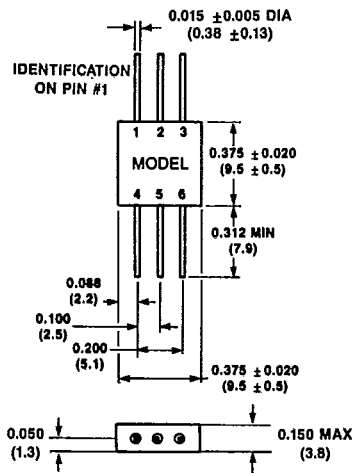 0.015 ±0.005 DIA
(0.38 ±0.13)
IDENTIFICATION
ON PIN #1
1 2 3
MODEL
4 5 6
0.375 ±0.020
(9.5 ±0.5)
0.312 MIN
(7.9)
0.088
(2.2)
0.100
(2.5)
0.200
(5.1)
0.375 ±0.020
(9.5 ±0.5)
0.050
(1.3)
0.150 MAX
(3.8)